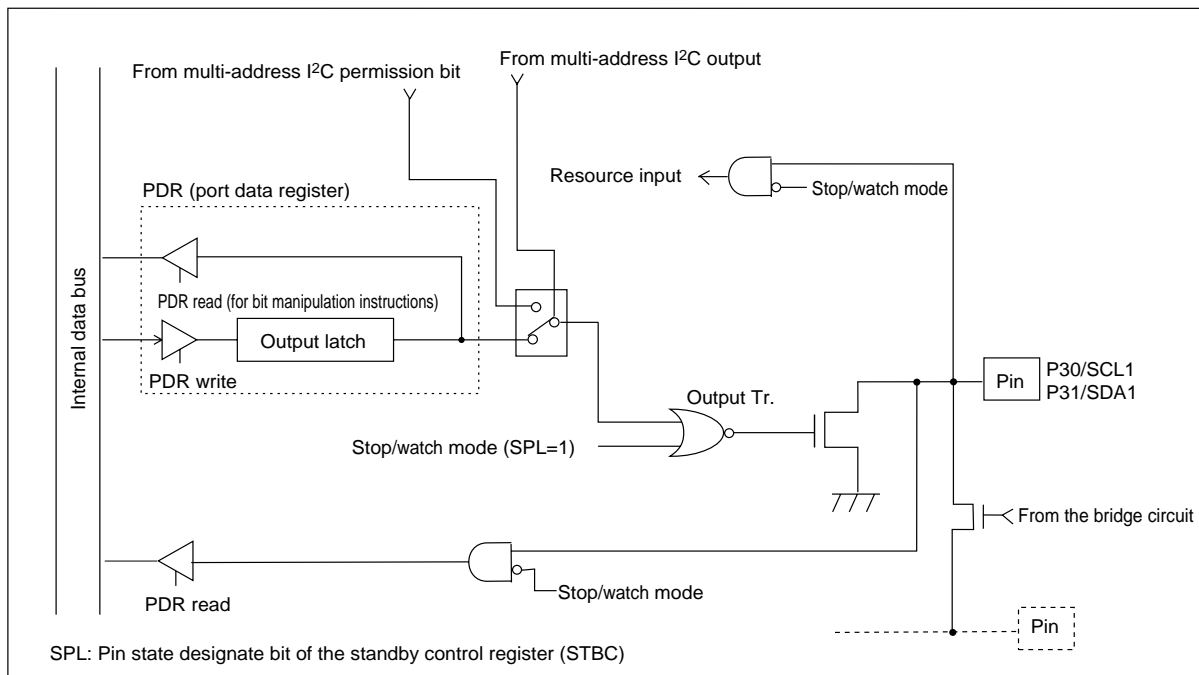 From multi-address I²C permission bit
From multi-address I²C output
Resource input
Stop/watch mode
PDR (port data register)
Internal data bus
PDR read (for bit manipulation instructions)
Output latch
PDR write
Pin
P30/SCL1
P31/SDA1
Output Tr.
Stop/watch mode (SPL=1)
From the bridge circuit
Stop/watch mode
PDR read
Pin
SPL: Pin state designate bit of the standby control register (STBC)